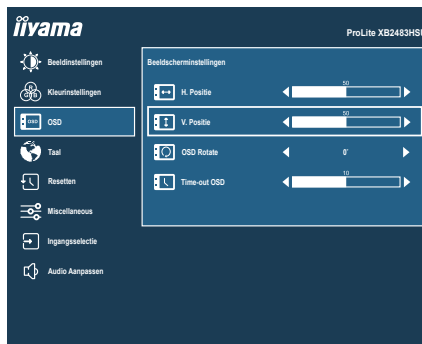 iiyama
ProLite XB2483HSU
Beeldinstellingen
Kleurinstellingen
R
G B
OSD
OSD
Taal
Resetten
Miscellaneous
Ingangsselectie
Audio Aanpassen
Beeldscherminstellingen
H. Positie
50
V. Positie
50
OSD Rotate
0°
Time-out OSD
10